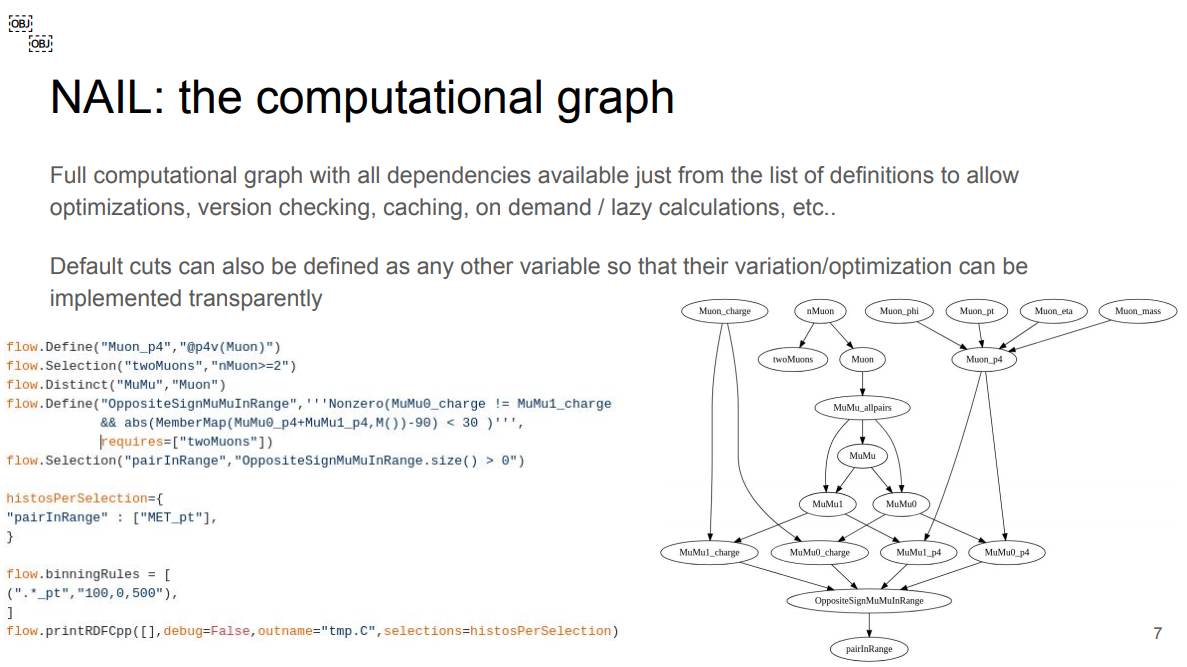 OBJ
OBJ
NAIL: the computational graph
Full computational graph with all dependencies available just from the list of definitions to allow
optimizations, version checking, caching, on demand / lazy calculations, etc..
Default cuts can also be defined as any other variable so that their variation/optimization can be
implemented transparently
flow.Define("Muon_p4","@p4v(Muon)")
flow.Selection("twoMuons","nMuon>=2")
flow.Distinct("MuMu","Muon")
flow.Define("OppositeSignMuMuInRange",'''Nonzero(MuMu0_charge != MuMu1_charge
&& abs(MemberMap(MuMu0_p4+MuMu1_p4,M())-90) < 30 )''',
requires=["twoMuons"])
flow.Selection("pairInRange","OppositeSignMuMuInRange.size() > 0")
histosPerSelection={
"pairInRange" : ["MET_pt"],
}
flow.binningRules = [
(".*_pt","100,0,500"),
]
flow.printRDFCpp([],debug=False,outname="tmp.C",selections=histosPerSelection)
Muon_charge
nMuon
Muon_phi
Muon_pt
Muon_eta
Muon_mass
twoMuons
Muon
Muon_p4
MuMu_allpairs
MuMu
MuMu1
MuMu0
MuMu1_charge
MuMu0_charge
MuMu1_p4
MuMu0_p4
OppositeSignMuMuInRange
pairInRange
7